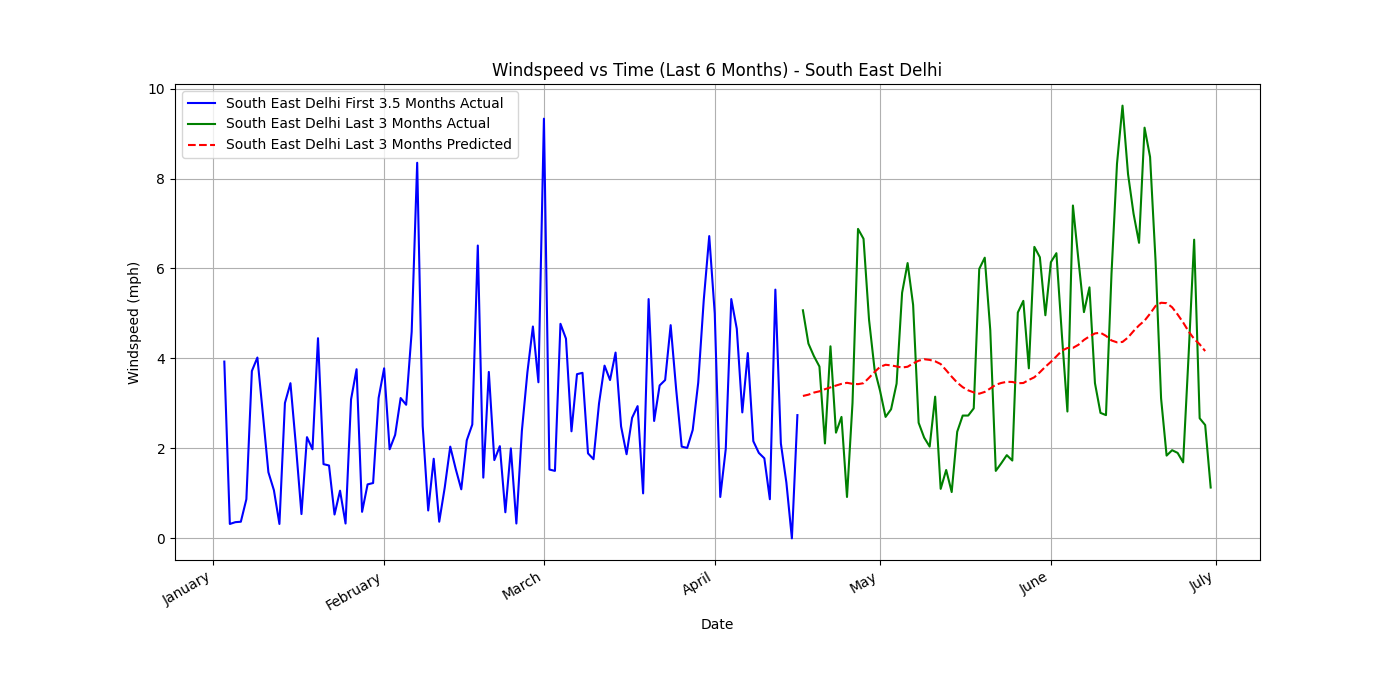 Windspeed vs Time (Last 6 Months) - South East Delhi
South East Delhi First 3.5 Months Actual
South East Delhi Last 3 Months Actual
South East Delhi Last 3 Months Predicted
Windspeed (mph)
10
8
6
4
2
0
January
February
March
April
May
June
July
Date